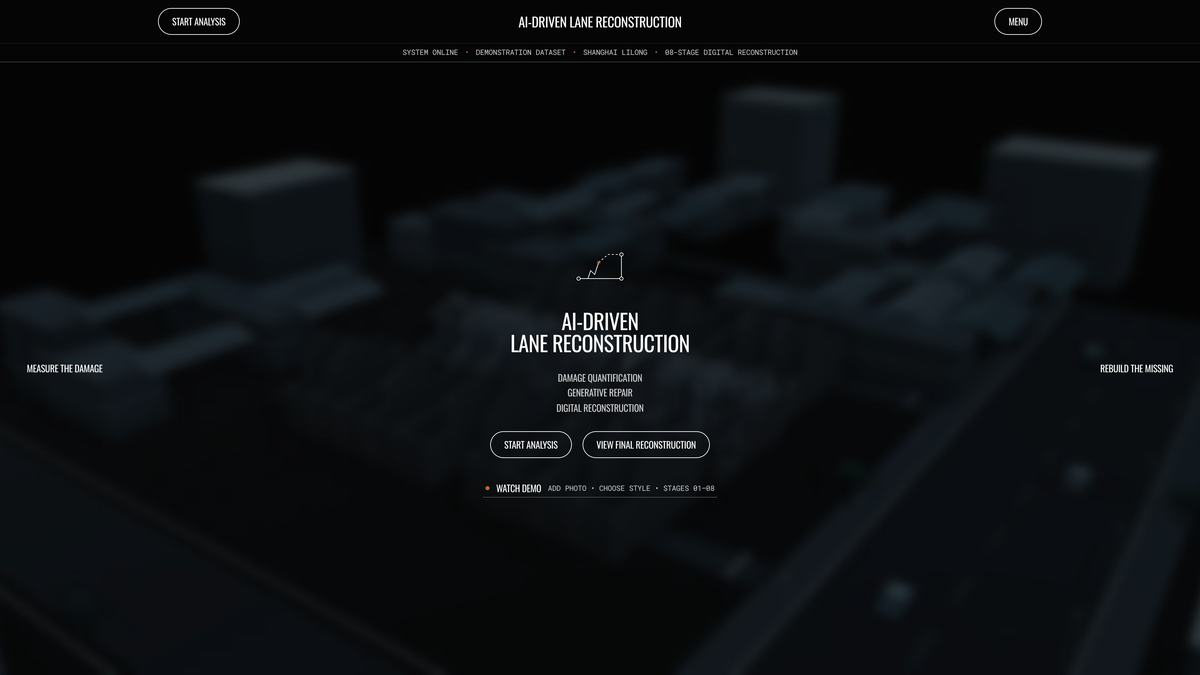 START ANALYSIS
AI-DRIVEN LANE RECONSTRUCTION
MENU
SYSTEM ONLINE · DEMONSTRATION DATASET · SHANGHAI LILONG · 08-STAGE DIGITAL RECONSTRUCTION
AI-DRIVEN
LANE RECONSTRUCTION
MEASURE THE DAMAGE
REBUILD THE MISSING
DAMAGE QUANTIFICATION
GENERATIVE REPAIR
DIGITAL RECONSTRUCTION
START ANALYSIS
VIEW FINAL RECONSTRUCTION
WATCH DEMO ADD PHOTO • CHOOSE STYLE • STAGES 01–08